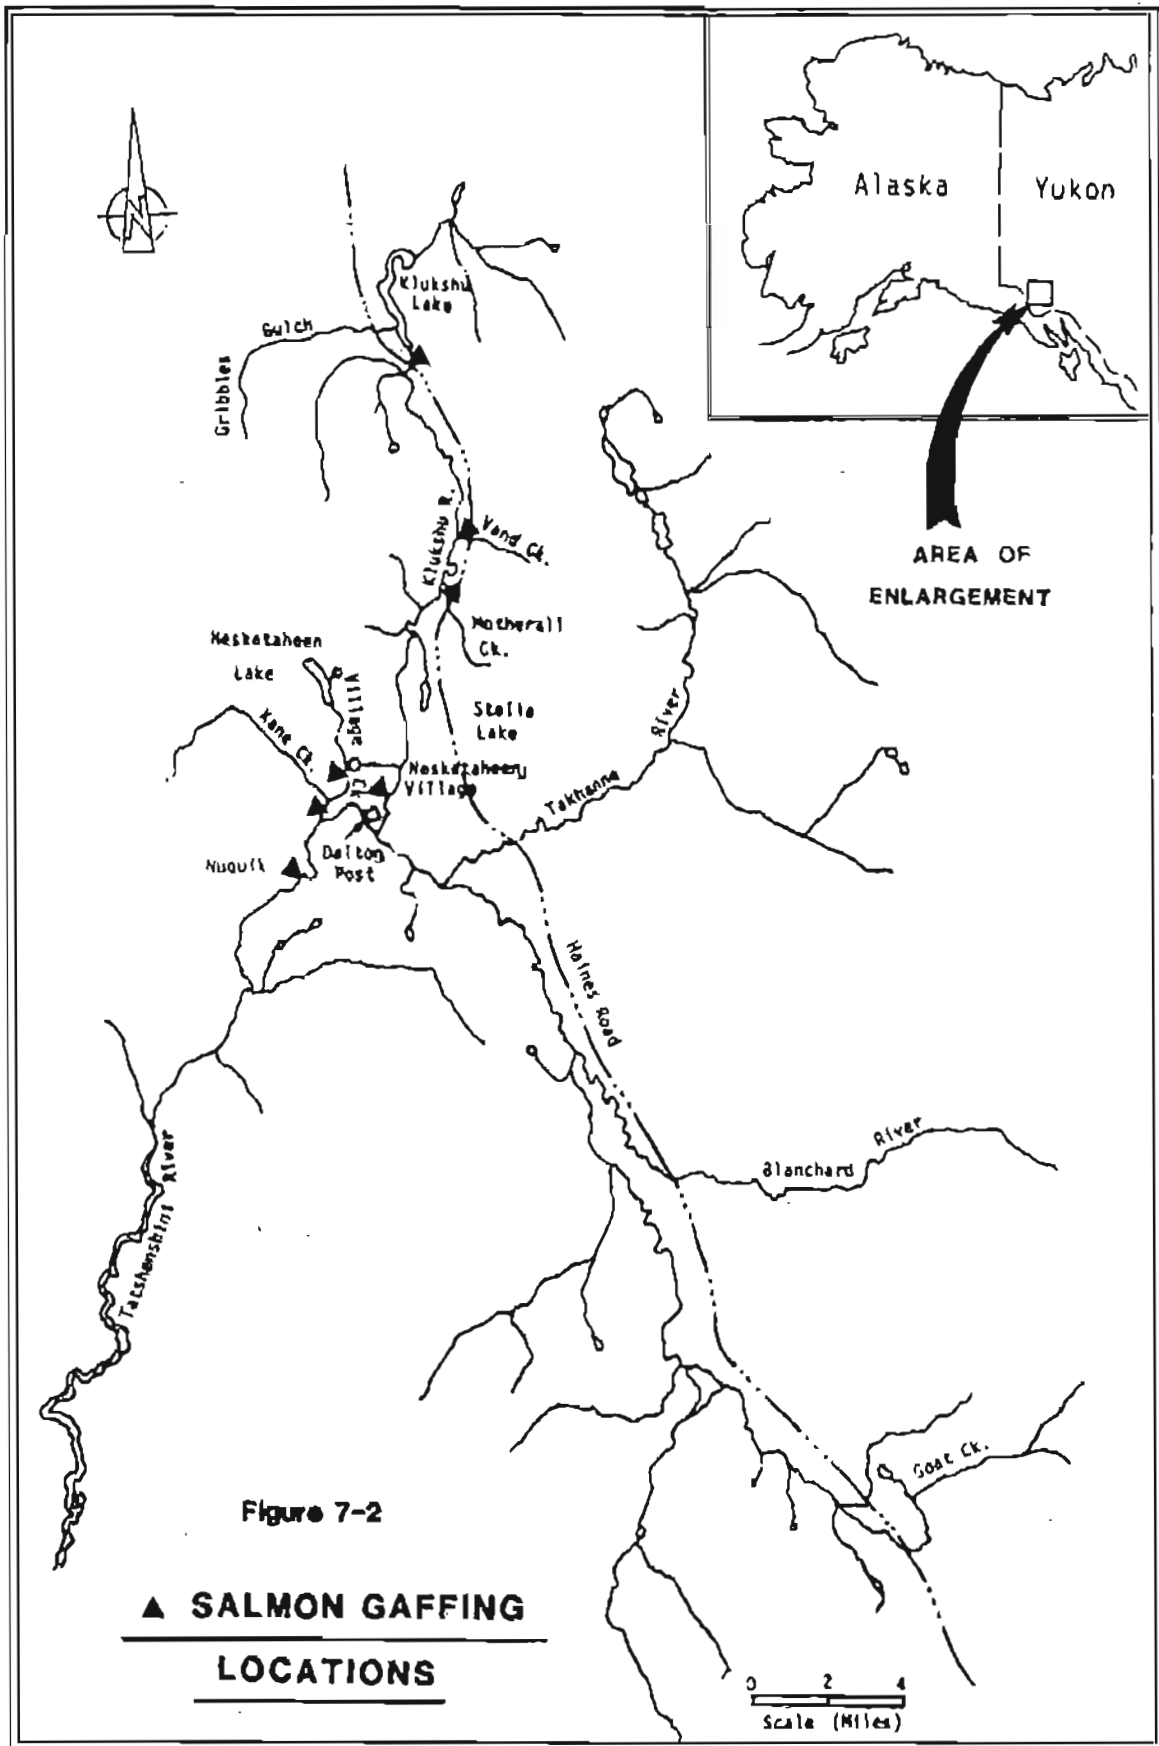 Alaska
Yukon
N
Klukshu
Lake
Gulch
Gribbles
AREA OF
ENLARGEMENT
Klukshu R.
Vand Ck.
Motherall
Ck.
Neskataheen
Lake
Village
Ck
Kane Ck.
Stella
Lake
River
Neskataheen
Village
Takhanne
Dalton
Post
Nuquik
Haines Road
River
Blanchard
River
Tatshenshini
Goat Ck.
Figure 7-2
▲ SALMON GAFFING
LOCATIONS
0 2 4
Scale (Miles)